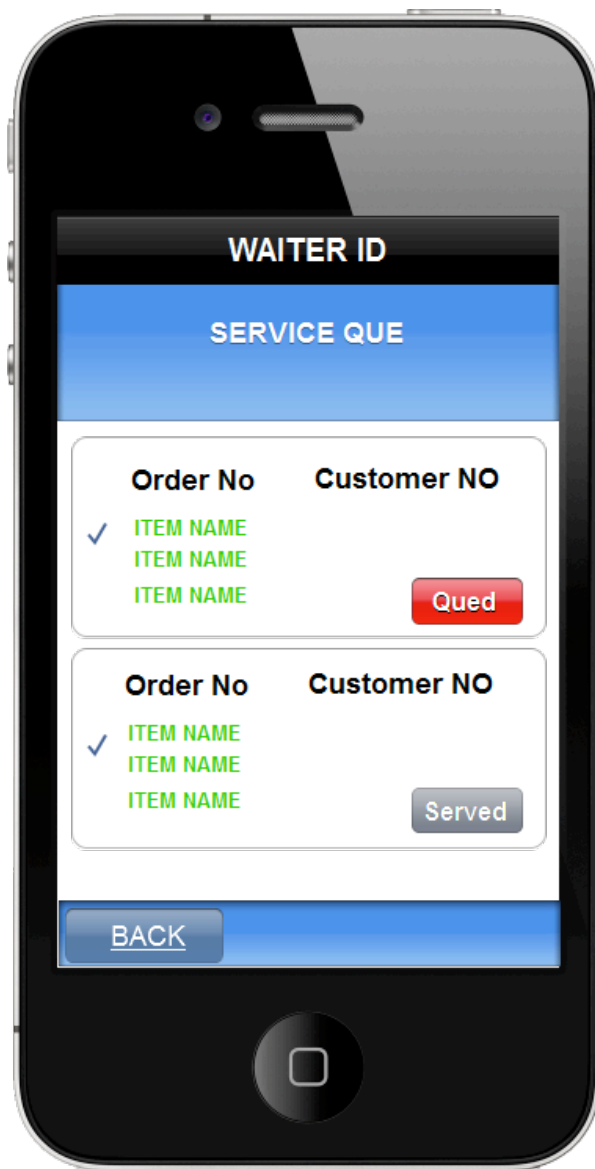 WAITER ID
SERVICE QUE
Order No Customer NO
ITEM NAME
ITEM NAME
ITEM NAME
Qued
Order No Customer NO
ITEM NAME
ITEM NAME
ITEM NAME
Served
BACK